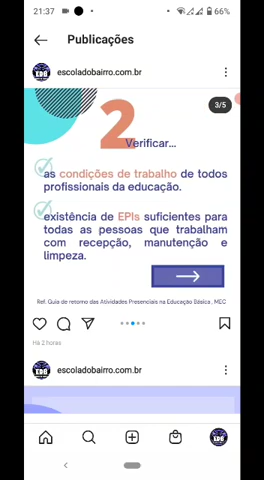 21:37
66%
Publicações
escoladobairro.com.br
3/5
2
Verificar...
as condições de trabalho de todos
profissionais da educação.
existência de EPIs suficientes para
todas as pessoas que trabalham
com recepção, manutenção e
limpeza.
Ref. Guia de retorno das Atividades Presenciais na Educação Básica , MEC
Há 2 horas
EDB
escoladobairro.com.br